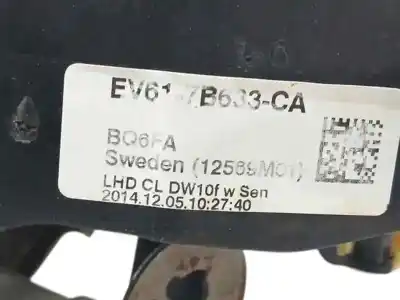 EV61-7B633-CA
BQ6FA
Sweden (12569M01)
LHD CL DW10f w Sen
2014.12.05.10:27:40